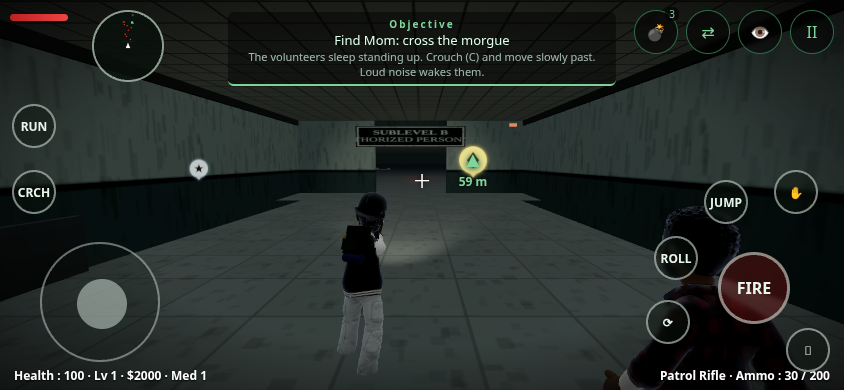 Objective
Find Mom: cross the morgue
The volunteers sleep standing up. Crouch (C) and move slowly past.
Loud noise wakes them.
3
II
RUN
SUBLEVEL B
THORIZED PERSON
59 m
CRCH
JUMP
ROLL
FIRE
Health : 100 · Lv 1 · $2000 · Med 1
Patrol Rifle · Ammo : 30 / 200